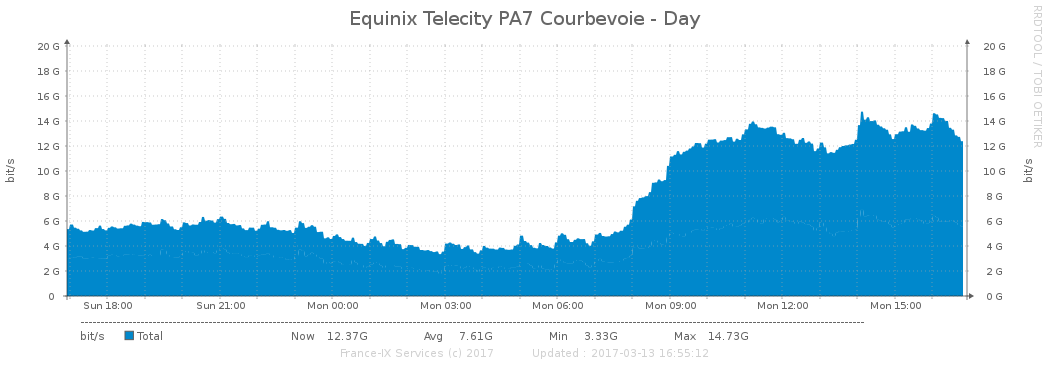 Equinix Telecity PA7 Courbevoie - Day
RRDTOOL / TOBI OETIKER
bit/s
20 G
18 G
16 G
14 G
12 G
10 G
8 G
6 G
4 G
2 G
0
20 G
18 G
16 G
14 G
12 G
10 G
8 G
6 G
4 G
2 G
0 G
bit/s
Sun 18:00 Sun 21:00 Mon 00:00 Mon 03:00 Mon 06:00 Mon 09:00 Mon 12:00 Mon 15:00
bit/s Total Now 12.37G Avg 7.61G Min 3.33G Max 14.73G
France-IX Services (c) 2017 Updated : 2017-03-13 16:55:12